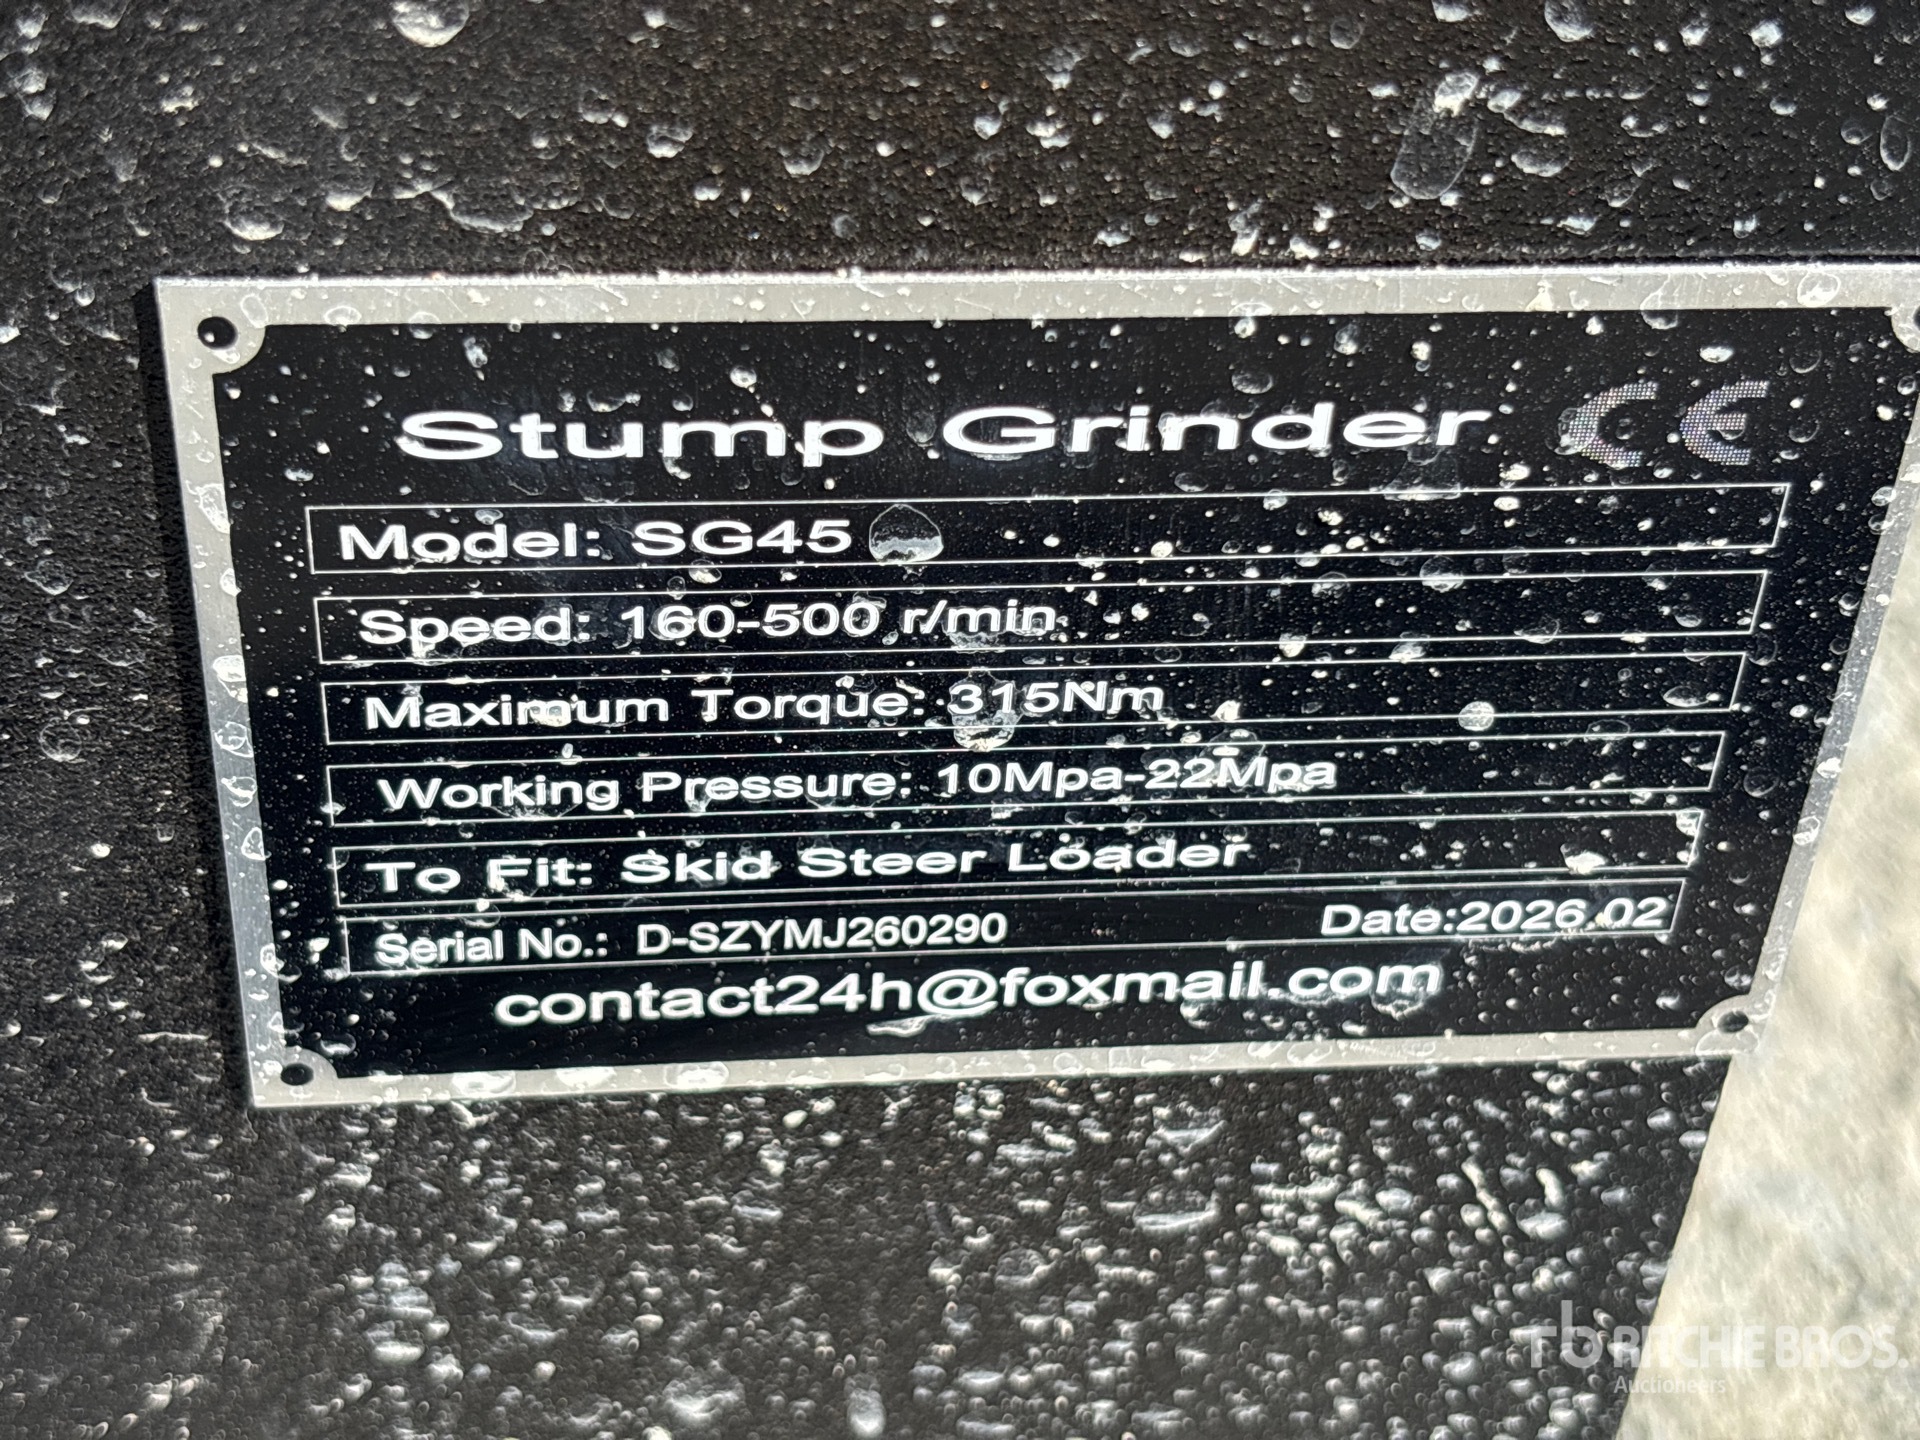 Stump Grinder CE
Model: SG45
Speed: 160-500 r/min
Maximum Torque: 315Nm
Working Pressure: 10Mpa-22Mpa
To Fit: Skid Steer Loader
Serial No.: D-SZYMJ260290 Date:2026.02
contact24h@foxmail.com
rb RITCHIE BROS.
Auctioneers